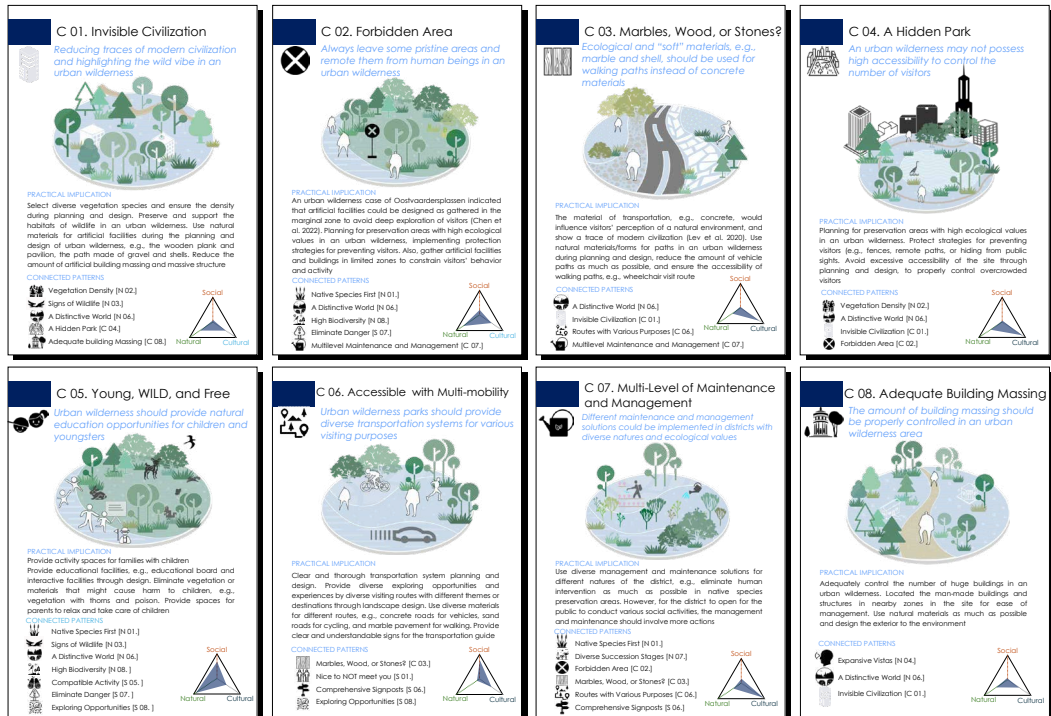 C 01. Invisible Civilization
Reducing traces of modern civilization
and highlighting the wild vibe in an
urban wilderness
PRACTICAL IMPLICATION
Select diverse vegetation species and ensure the density
during planning and design. Preserve and support the
habitats of wildlife in an urban wilderness. Use natural
materials for artificial facilities during the planning and
design of urban wilderness, e.g., the wooden plank and
pavilion, the path made of gravel and shells. Reduce the
amount of artificial building massing and massive structure
CONNECTED PATTERNS
Vegetation Density [N 02.]
Signs of Wildlife [N 03.]
A Distinctive World [N 06.]
A Hidden Park [C 04.]
Adequate building Massing [C 08.]
Social
Natural
Cultural
C 02. Forbidden Area
Always leave some pristine areas and
remote them from human beings in an
urban wilderness
PRACTICAL IMPLICATION
An urban wilderness case of Oostvaardersplassen indicated
that artificial facilities could be designed as gathered in the
marginal zone to avoid deep exploration of visitors (Chen et
al. 2022). Planning for preservation areas with high ecological
values in an urban wilderness, implementing protection
strategies for preventing visitors. Also, gather artificial facilities
and buildings in limited zones to constrain visitors' behavior
and activity
CONNECTED PATTERNS
Native Species First [N 01.]
A Distinctive World [N 06.]
High Biodiversity [N 08.]
Eliminate Danger [S 07.]
Multilevel Maintenance and Management [C 07.]
Social
Natural
Cultural
C 03. Marbles, Wood, or Stones?
Ecological and "soft" materials, e.g.,
marble and shell, should be used for
walking paths instead of concrete
materials
PRACTICAL IMPLICATION
The material of transportation, e.g., concrete, would
influence visitors' perception of a natural environment, and
show a trace of modern civilization (Lev et al. 2020). Use
natural materials/forms for paths in an urban wilderness
during planning and design, reduce the amount of vehicle
paths as much as possible, and ensure the accessibility of
walking paths, e.g., wheelchair visit route
CONNECTED PATTERNS
A Distinctive World [N 06.]
Invisible Civilization [C 01.]
Routes with Various Purposes [C 06.]
Multilevel Maintenance and Management [C 07.]
Social
Natural
Cultural
C 04. A Hidden Park
An urban wilderness may not possess
high accessibility to control the
number of visitors
PRACTICAL IMPLICATION
Planning for preservation areas with high ecological values
in an urban wilderness. Protect strategies for preventing
visitors (e.g., fences, remote paths, or hiding from public
sights. Avoid excessive accessibility of the site through
planning and design, to properly control overcrowded
visitors
CONNECTED PATTERNS
Vegetation Density [N 02.]
A Distinctive World [N 06.]
Invisible Civilization [C 01.]
Forbidden Area [C 02.]
Social
Natural
Cultural
C 05. Young, WILD, and Free
Urban wilderness should provide natural
education opportunities for children and
youngsters
PRACTICAL IMPLICATION
Provide activity spaces for families with children
Provide educational facilities, e.g., educational board and
interactive facilities through design. Eliminate vegetation or
materials that might cause harm to children, e.g.,
vegetation with thorns and poison. Provide spaces for
parents to relax and take care of children
CONNECTED PATTERNS
Native Species First [N 01.]
Signs of Wildlife [N 03.]
A Distinctive World [N 06.]
High Biodiversity [N 08. ]
Compatible Activity [S 05. ]
Eliminate Danger [S 07. ]
Exploring Opportunities [S 08. ]
Social
Natural
Cultural
C 06. Accessible with Multi-mobility
Urban wilderness parks should provide
diverse transportation systems for various
visiting purposes
PRACTICAL IMPLICATION
Clear and thorough transportation system planning and
design. Provide diverse exploring opportunities and
experiences by diverse visiting routes with different themes or
destinations through landscape design. Use diverse materials
for different routes, e.g., concrete roads for vehicles, sand
roads for cycling, and marble pavement for walking. Provide
clear and understandable signs for the transportation guide
CONNECTED PATTERNS
Marbles, Wood, or Stones? [C 03.]
Nice to NOT meet you [S 01.]
Comprehensive Signposts [S 06.]
Exploring Opportunities [S 08.]
Social
Natural
Cultural
C 07. Multi-Level of Maintenance
and Management
Different maintenance and management
solutions could be implemented in districts with
diverse natures and ecological values
PRACTICAL IMPLICATION
Use diverse management and maintenance solutions for
different natures of the district, e.g., eliminate human
intervention as much as possible in native species
preservation areas. However, for the district to open for the
public to conduct various social activities, the management
and maintenance should involve more actions
CONNECTED PATTERNS
Native Species First [N 01.]
Diverse Succession Stages [N 07.]
Forbidden Area [C 02.]
Marbles, Wood, or Stones? [C 03.]
Routes with Various Purposes [C 06.]
Comprehensive Signposts [S 06.]
Social
Natural
Cultural
C 08. Adequate Building Massing
The amount of building massing should
be properly controlled in an urban
wilderness area
PRACTICAL IMPLICATION
Adequately control the number of huge buildings in an
urban wilderness. Located the man-made buildings and
structures in nearby zones in the site for ease of
management. Use natural materials as much as possible
and design the exterior to the environment
CONNECTED PATTERNS
Expansive Vistas [N 04.]
A Distinctive World [N 06.]
Invisible Civilization [C 01.]
Social
Natural
Cultural